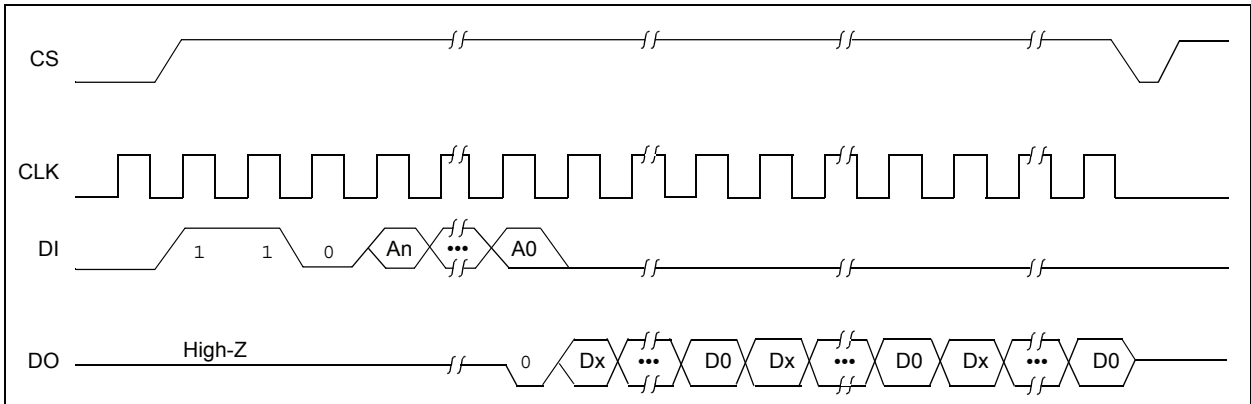 CS
CLK
DI
1 1 0 An ••• A0
DO
High-Z
0 Dx ••• D0 Dx ••• D0 Dx ••• D0